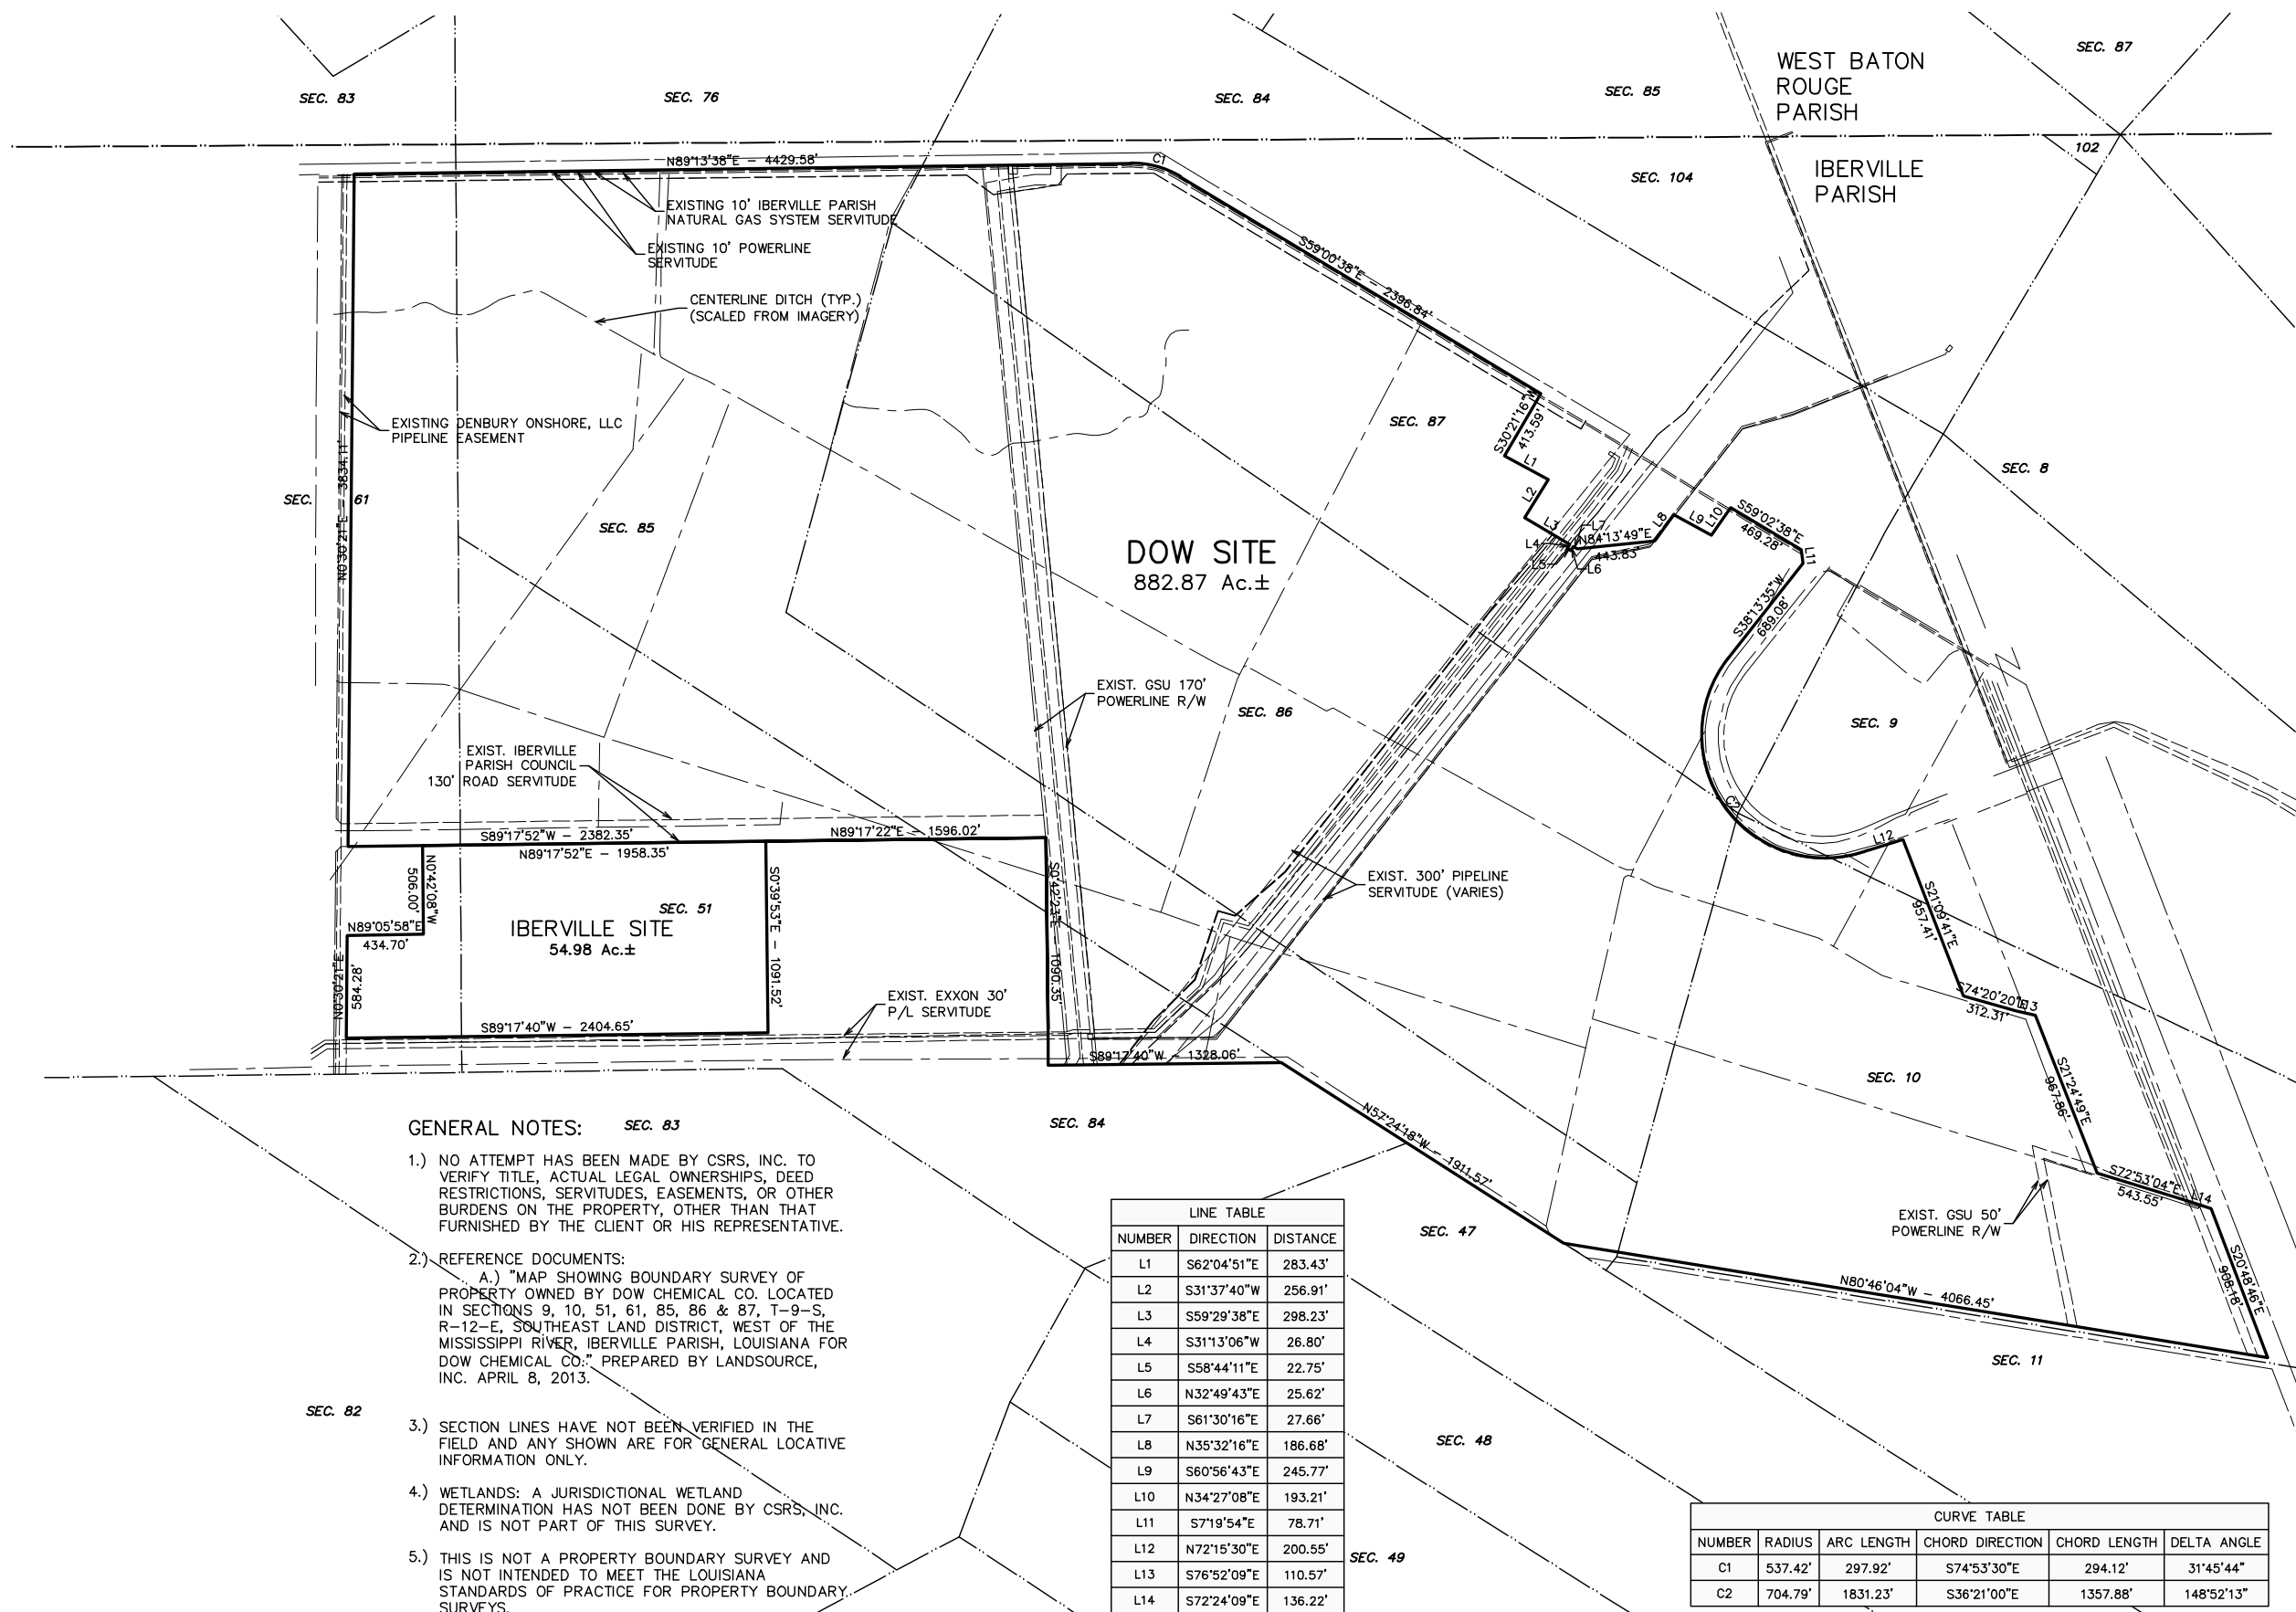 SEC. 83
SEC. 76
SEC. 84
SEC. 85
WEST BATON
ROUGE
PARISH
SEC. 87
102
IBERVILLE
PARISH
SEC. 104
N89°13'38"E - 4429.58'
C1
EXISTING 10' IBERVILLE PARISH
NATURAL GAS SYSTEM SERVITUDE
EXISTING 10' POWERLINE
SERVITUDE
CENTERLINE DITCH (TYP.)
(SCALED FROM IMAGERY)
S59°00'38"E - 2396.84'
EXISTING DENBURY ONSHORE, LLC
PIPELINE EASEMENT
N0°30'21"E - 3834.11'
SEC. 61
SEC. 85
SEC. 87
S30°21'16"W
413.59'
L1
L2
L3
L4
L5
L6
L7
N84°13'49"E
443.83'
L8
L9
L10
S59°02'38"E
469.28'
L11
SEC. 8
DOW SITE
882.87 Ac.±
S38°13'35"W
689.08'
EXIST. GSU 170'
POWERLINE R/W
SEC. 86
SEC. 9
C2
L12
EXIST. IBERVILLE
PARISH COUNCIL
130' ROAD SERVITUDE
S89°17'52"W - 2382.35'
N89°17'52"E - 1958.35'
N89°17'22"E - 1596.02'
N0°42'08"W
506.00'
N89°05'58"E
434.70'
N0°30'21"E
584.28'
SEC. 51
IBERVILLE SITE
54.98 Ac.±
S0°39'53"E - 1091.52'
S0°42'23"E - 1090.35'
S89°17'40"W - 2404.65'
EXIST. EXXON 30'
P/L SERVITUDE
S89°17'40"W - 1328.06'
EXIST. 300' PIPELINE
SERVITUDE (VARIES)
S21°09'41"E
957.41'
S74°20'20"E
312.31'
L13
SEC. 10
S21°24'49"E
967.86'
S72°53'04"E
543.55'
L14
EXIST. GSU 50'
POWERLINE R/W
S20°48'46"E
908.18'
N57°24'18"W - 1911.57'
N80°46'04"W - 4066.45'
SEC. 83
SEC. 84
SEC. 47
SEC. 11
SEC. 82
SEC. 48
SEC. 49
GENERAL NOTES:
1.) NO ATTEMPT HAS BEEN MADE BY CSRS, INC. TO
VERIFY TITLE, ACTUAL LEGAL OWNERSHIPS, DEED
RESTRICTIONS, SERVITUDES, EASEMENTS, OR OTHER
BURDENS ON THE PROPERTY, OTHER THAN THAT
FURNISHED BY THE CLIENT OR HIS REPRESENTATIVE.
2.) REFERENCE DOCUMENTS:
A.) "MAP SHOWING BOUNDARY SURVEY OF
PROPERTY OWNED BY DOW CHEMICAL CO. LOCATED
IN SECTIONS 9, 10, 51, 61, 85, 86 & 87, T-9-S,
R-12-E, SOUTHEAST LAND DISTRICT, WEST OF THE
MISSISSIPPI RIVER, IBERVILLE PARISH, LOUISIANA FOR
DOW CHEMICAL CO." PREPARED BY LANDSOURCE,
INC. APRIL 8, 2013.
3.) SECTION LINES HAVE NOT BEEN VERIFIED IN THE
FIELD AND ANY SHOWN ARE FOR GENERAL LOCATIVE
INFORMATION ONLY.
4.) WETLANDS: A JURISDICTIONAL WETLAND
DETERMINATION HAS NOT BEEN DONE BY CSRS, INC.
AND IS NOT PART OF THIS SURVEY.
5.) THIS IS NOT A PROPERTY BOUNDARY SURVEY AND
IS NOT INTENDED TO MEET THE LOUISIANA
STANDARDS OF PRACTICE FOR PROPERTY BOUNDARY
SURVEYS.
LINE TABLE
NUMBER DIRECTION DISTANCE
L1 S62°04'51"E 283.43'
L2 S31°37'40"W 256.91'
L3 S59°29'38"E 298.23'
L4 S31°13'06"W 26.80'
L5 S58°44'11"E 22.75'
L6 N32°49'43"E 25.62'
L7 S61°30'16"E 27.66'
L8 N35°32'16"E 186.68'
L9 S60°56'43"E 245.77'
L10 N34°27'08"E 193.21'
L11 S7°19'54"E 78.71'
L12 N72°15'30"E 200.55'
L13 S76°52'09"E 110.57'
L14 S72°24'09"E 136.22'
CURVE TABLE
NUMBER RADIUS ARC LENGTH CHORD DIRECTION CHORD LENGTH DELTA ANGLE
C1 537.42' 297.92' S74°53'30"E 294.12' 31°45'44"
C2 704.79' 1831.23' S36°21'00"E 1357.88' 148°52'13"